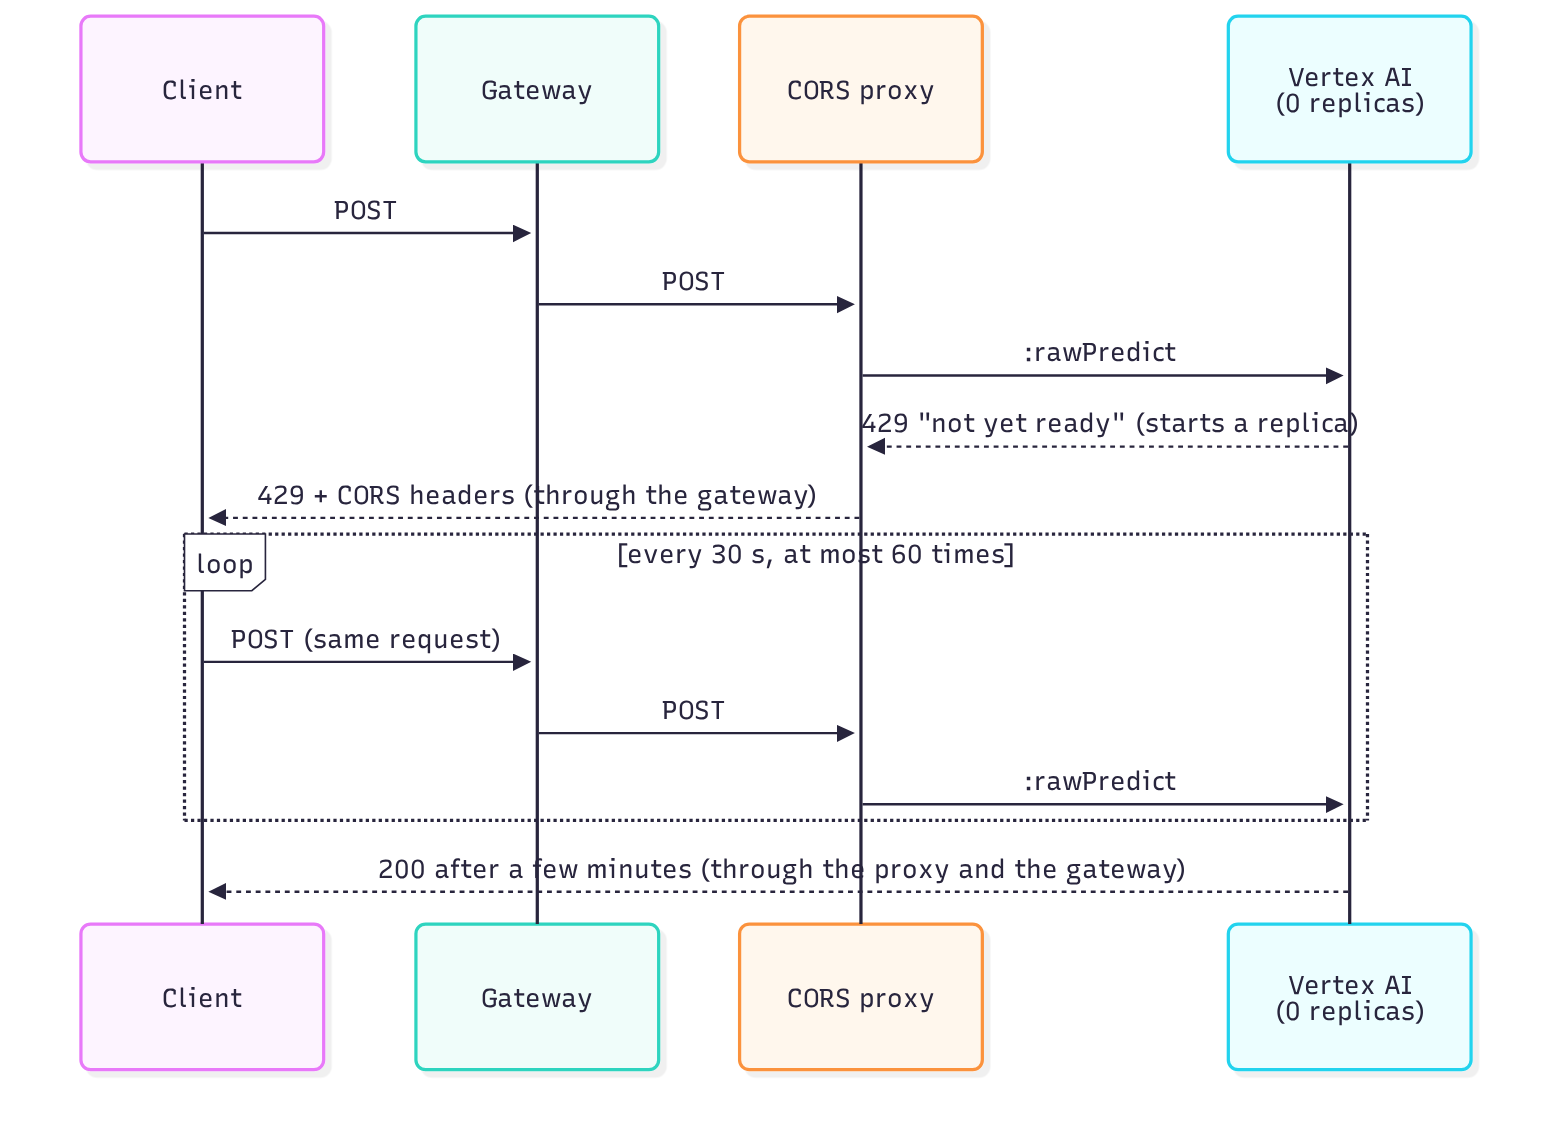 Client
Gateway
CORS proxy
Vertex AI
(0 replicas)
POST
POST
:rawPredict
429 "not yet ready" (starts a replica)
429 + CORS headers (through the gateway)
loop
[every 30 s, at most 60 times]
POST (same request)
POST
:rawPredict
200 after a few minutes (through the proxy and the gateway)
Client
Gateway
CORS proxy
Vertex AI
(0 replicas)